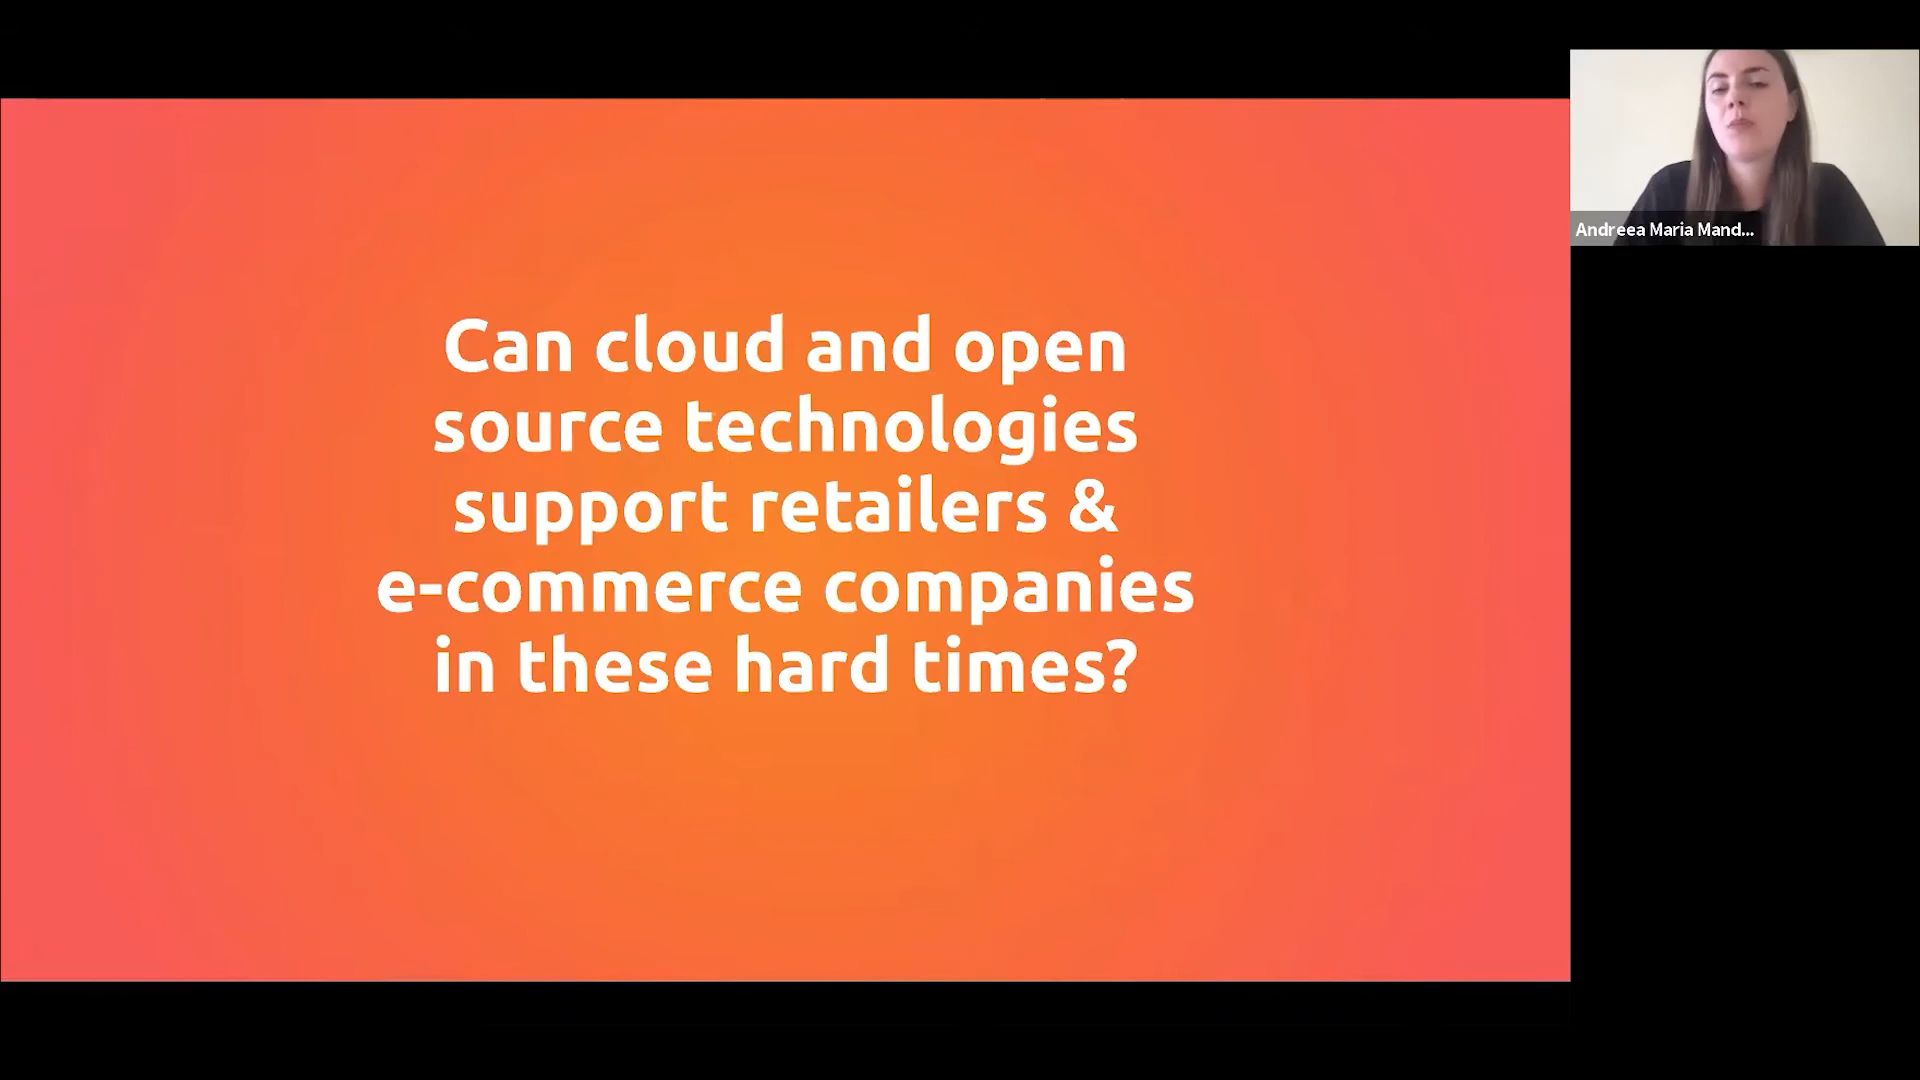 Can cloud and open
source technologies
support retailers &
e-commerce companies
in these hard times?
Andreea Maria Mand...